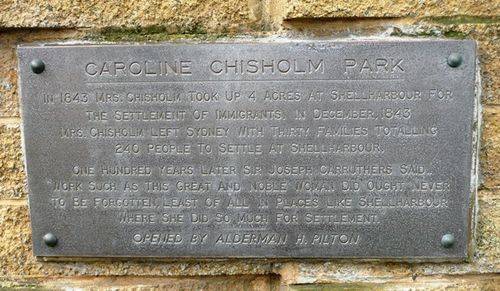 CAROLINE CHISHOLM PARK
IN 1843 MRS. CHISHOLM TOOK UP 4 ACRES AT SHELLHARBOUR FOR
THE SETTLEMENT OF IMMIGRANTS. IN DECEMBER, 1843
MRS. CHISHOLM LEFT SYDNEY WITH THIRTY FAMILIES TOTALLING
240 PEOPLE TO SETTLE AT SHELLHARBOUR.
ONE HUNDRED YEARS LATER SIR JOSEPH CARRUTHERS SAID..
WORK SUCH AS THIS GREAT AND NOBLE WOMAN DID OUGHT NEVER
TO BE FORGOTTEN, LEAST OF ALL IN PLACES LIKE SHELLHARBOUR
WHERE SHE DID SO MUCH FOR SETTLEMENT.
OPENED BY ALDERMAN H. PILTON